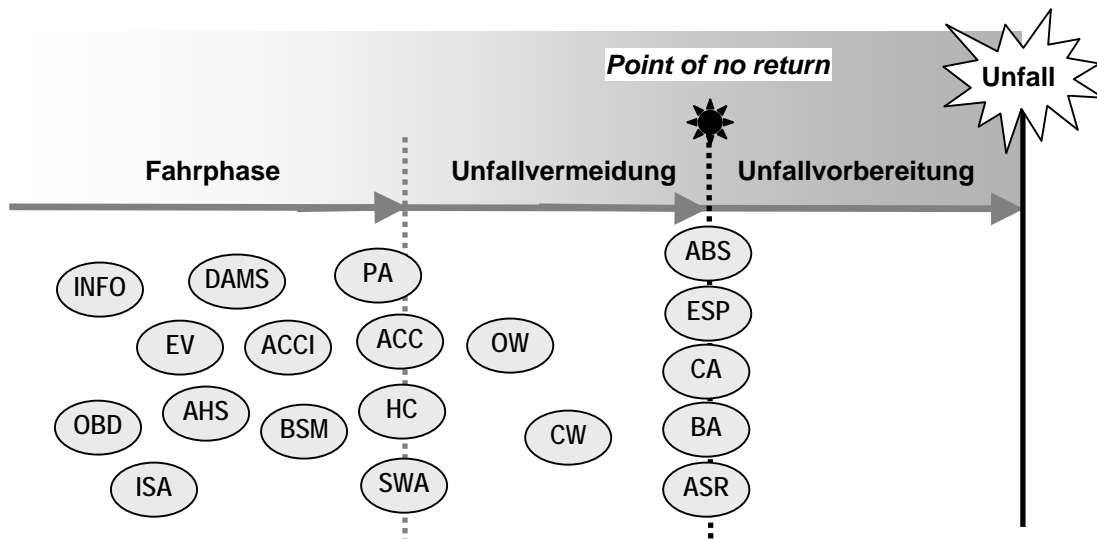 Point of no return
Unfall
Fahrphase
Unfallvermeidung
Unfallvorbereitung
INFO
DAMS
PA
ABS
EV
ACCI
ACC
OW
ESP
CA
OBD
AHS
BSM
HC
CW
BA
ISA
SWA
ASR